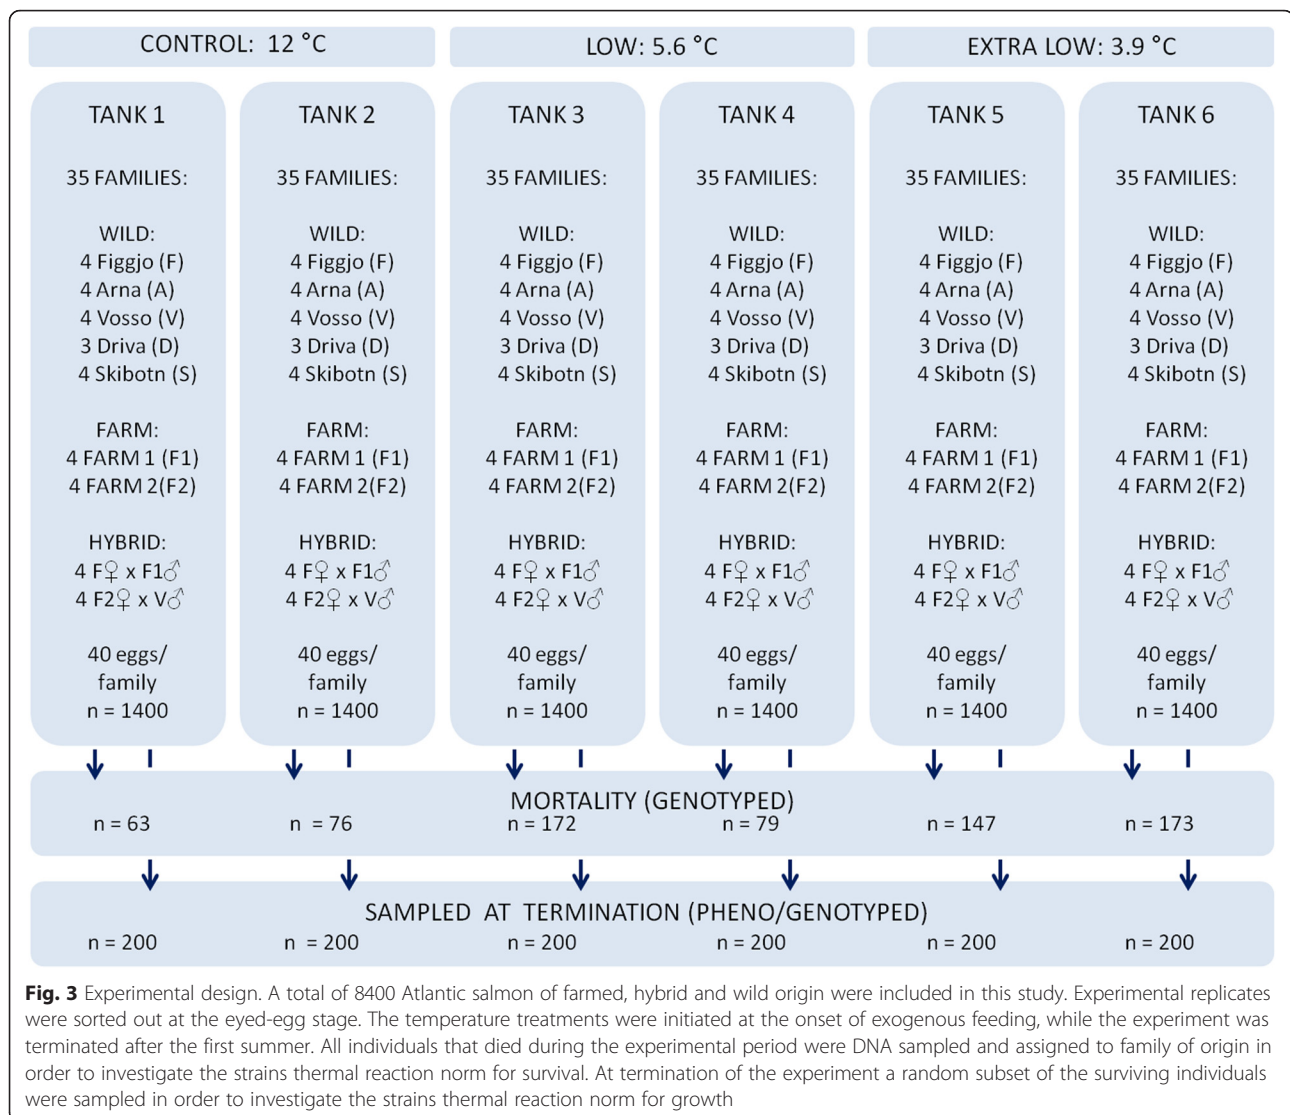 CONTROL: 12 °C LOW: 5.6 °C EXTRA LOW: 3.9 °C
TANK 1 TANK 2 TANK 3 TANK 4 TANK 5 TANK 6
35 FAMILIES: 35 FAMILIES: 35 FAMILIES: 35 FAMILIES: 35 FAMILIES: 35 FAMILIES:
WILD: WILD: WILD: WILD: WILD: WILD:
4 Figgjo (F) 4 Figgjo (F) 4 Figgjo (F) 4 Figgjo (F) 4 Figgjo (F) 4 Figgjo (F)
4 Arna (A) 4 Arna (A) 4 Arna (A) 4 Arna (A) 4 Arna (A) 4 Arna (A)
4 Vosso (V) 4 Vosso (V) 4 Vosso (V) 4 Vosso (V) 4 Vosso (V) 4 Vosso (V)
3 Driva (D) 3 Driva (D) 3 Driva (D) 3 Driva (D) 3 Driva (D) 3 Driva (D)
4 Skibotn (S) 4 Skibotn (S) 4 Skibotn (S) 4 Skibotn (S) 4 Skibotn (S) 4 Skibotn (S)
FARM: FARM: FARM: FARM: FARM: FARM:
4 FARM 1 (F1) 4 FARM 1 (F1) 4 FARM 1 (F1) 4 FARM 1 (F1) 4 FARM 1 (F1) 4 FARM 1 (F1)
4 FARM 2(F2) 4 FARM 2(F2) 4 FARM 2(F2) 4 FARM 2(F2) 4 FARM 2(F2) 4 FARM 2(F2)
HYBRID: HYBRID: HYBRID: HYBRID: HYBRID: HYBRID:
4 F♀ x F1♂ 4 F♀ x F1♂ 4 F♀ x F1♂ 4 F♀ x F1♂ 4 F♀ x F1♂ 4 F♀ x F1♂
4 F2♀ x V♂ 4 F2♀ x V♂ 4 F2♀ x V♂ 4 F2♀ x V♂ 4 F2♀ x V♂ 4 F2♀ x V♂
40 eggs/ 40 eggs/ 40 eggs/ 40 eggs/ 40 eggs/ 40 eggs/
family family family family family family
n = 1400 n = 1400 n = 1400 n = 1400 n = 1400 n = 1400
MORTALITY (GENOTYPED)
n = 63 n = 76 n = 172 n = 79 n = 147 n = 173
SAMPLED AT TERMINATION (PHENO/GENOTYPED)
n = 200 n = 200 n = 200 n = 200 n = 200 n = 200
Fig. 3 Experimental design. A total of 8400 Atlantic salmon of farmed, hybrid and wild origin were included in this study. Experimental replicates
were sorted out at the eyed-egg stage. The temperature treatments were initiated at the onset of exogenous feeding, while the experiment was
terminated after the first summer. All individuals that died during the experimental period were DNA sampled and assigned to family of origin in
order to investigate the strains thermal reaction norm for survival. At termination of the experiment a random subset of the surviving individuals
were sampled in order to investigate the strains thermal reaction norm for growth